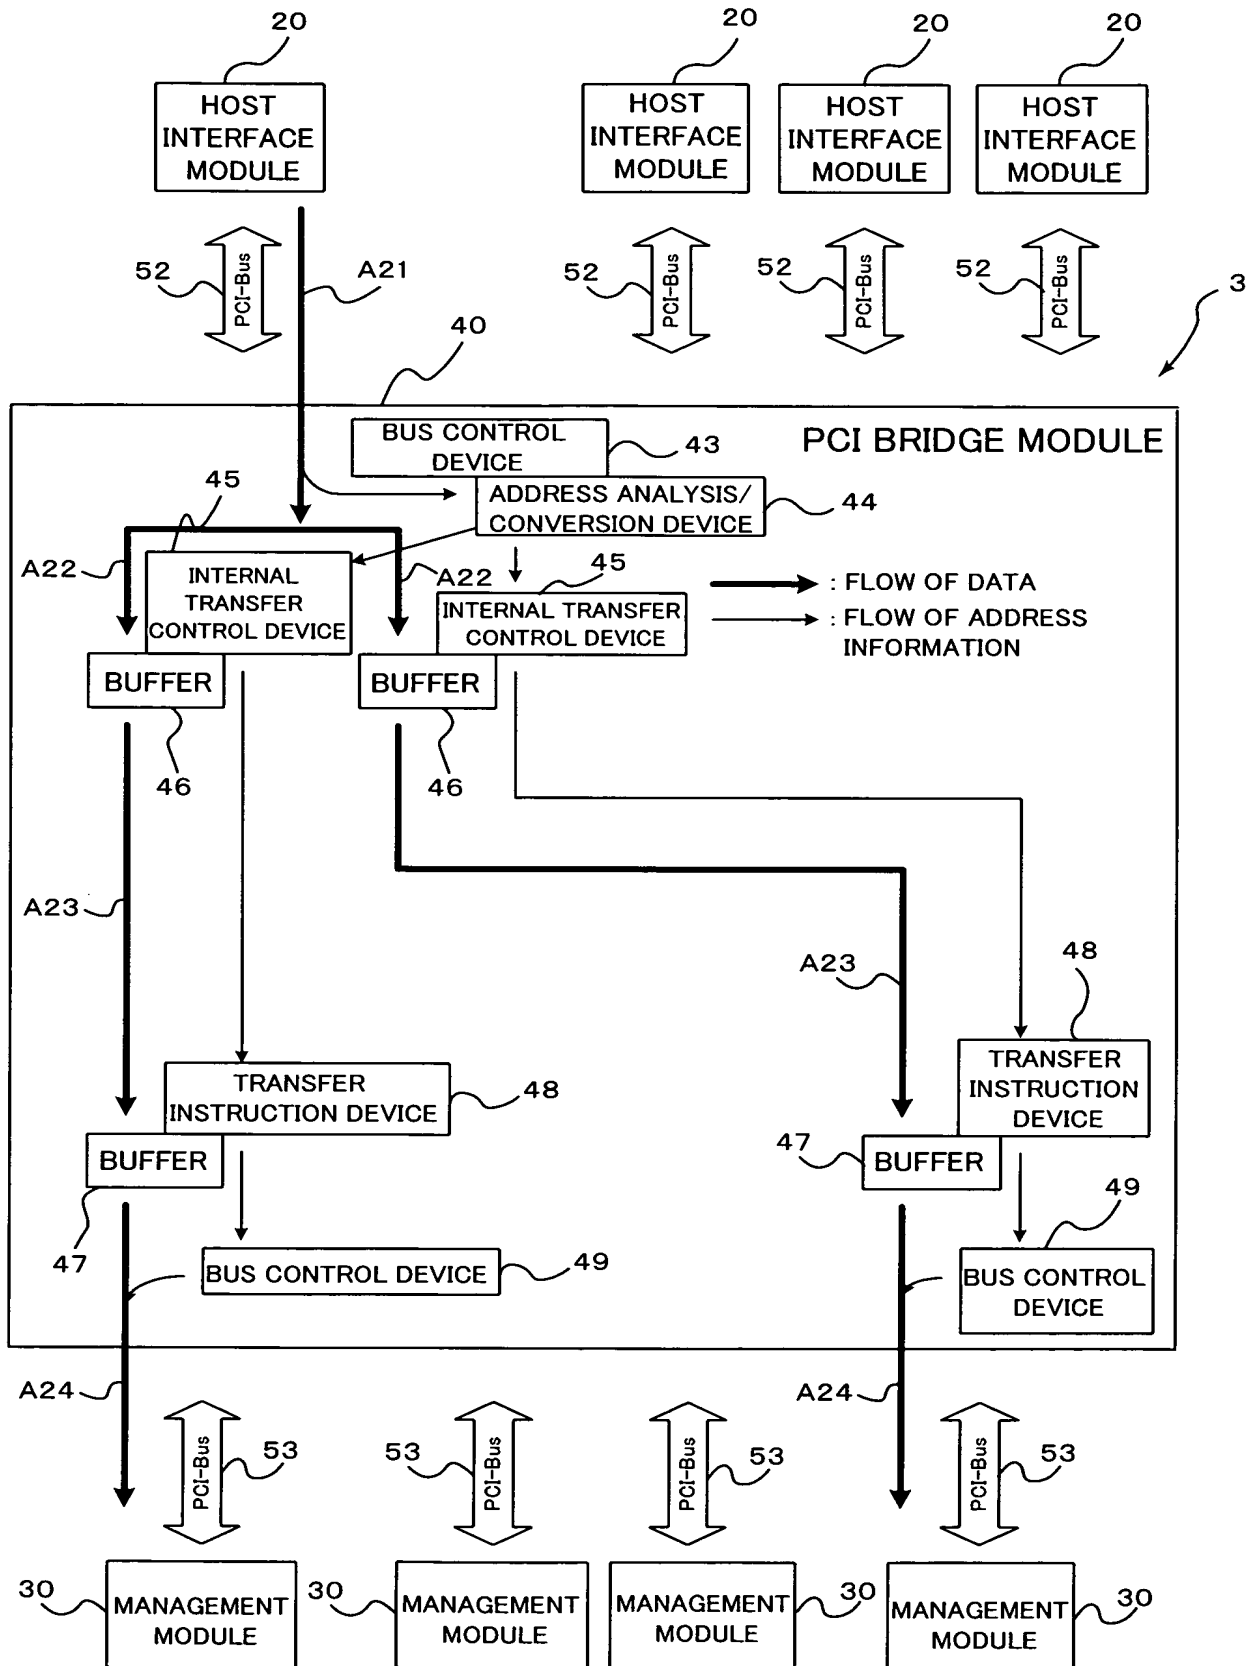 20
20
20
20
HOST
INTERFACE
MODULE
HOST
INTERFACE
MODULE
HOST
INTERFACE
MODULE
HOST
INTERFACE
MODULE
52
PCI-Bus
A21
52
PCI-Bus
52
PCI-Bus
52
PCI-Bus
3
40
BUS CONTROL
DEVICE
43
PCI BRIDGE MODULE
45
ADDRESS ANALYSIS/
CONVERSION DEVICE
44
A22
INTERNAL
TRANSFER
CONTROL DEVICE
A22
45
INTERNAL TRANSFER
CONTROL DEVICE
: FLOW OF DATA
: FLOW OF ADDRESS
INFORMATION
BUFFER
BUFFER
46
46
A23
A23
48
TRANSFER
INSTRUCTION DEVICE
48
TRANSFER
INSTRUCTION
DEVICE
BUFFER
47
BUFFER
47
49
BUS CONTROL DEVICE
49
BUS CONTROL
DEVICE
A24
A24
PCI-Bus
53
53
PCI-Bus
PCI-Bus
53
PCI-Bus
53
30
MANAGEMENT
MODULE
30
MANAGEMENT
MODULE
MANAGEMENT
MODULE
30
MANAGEMENT
MODULE
30